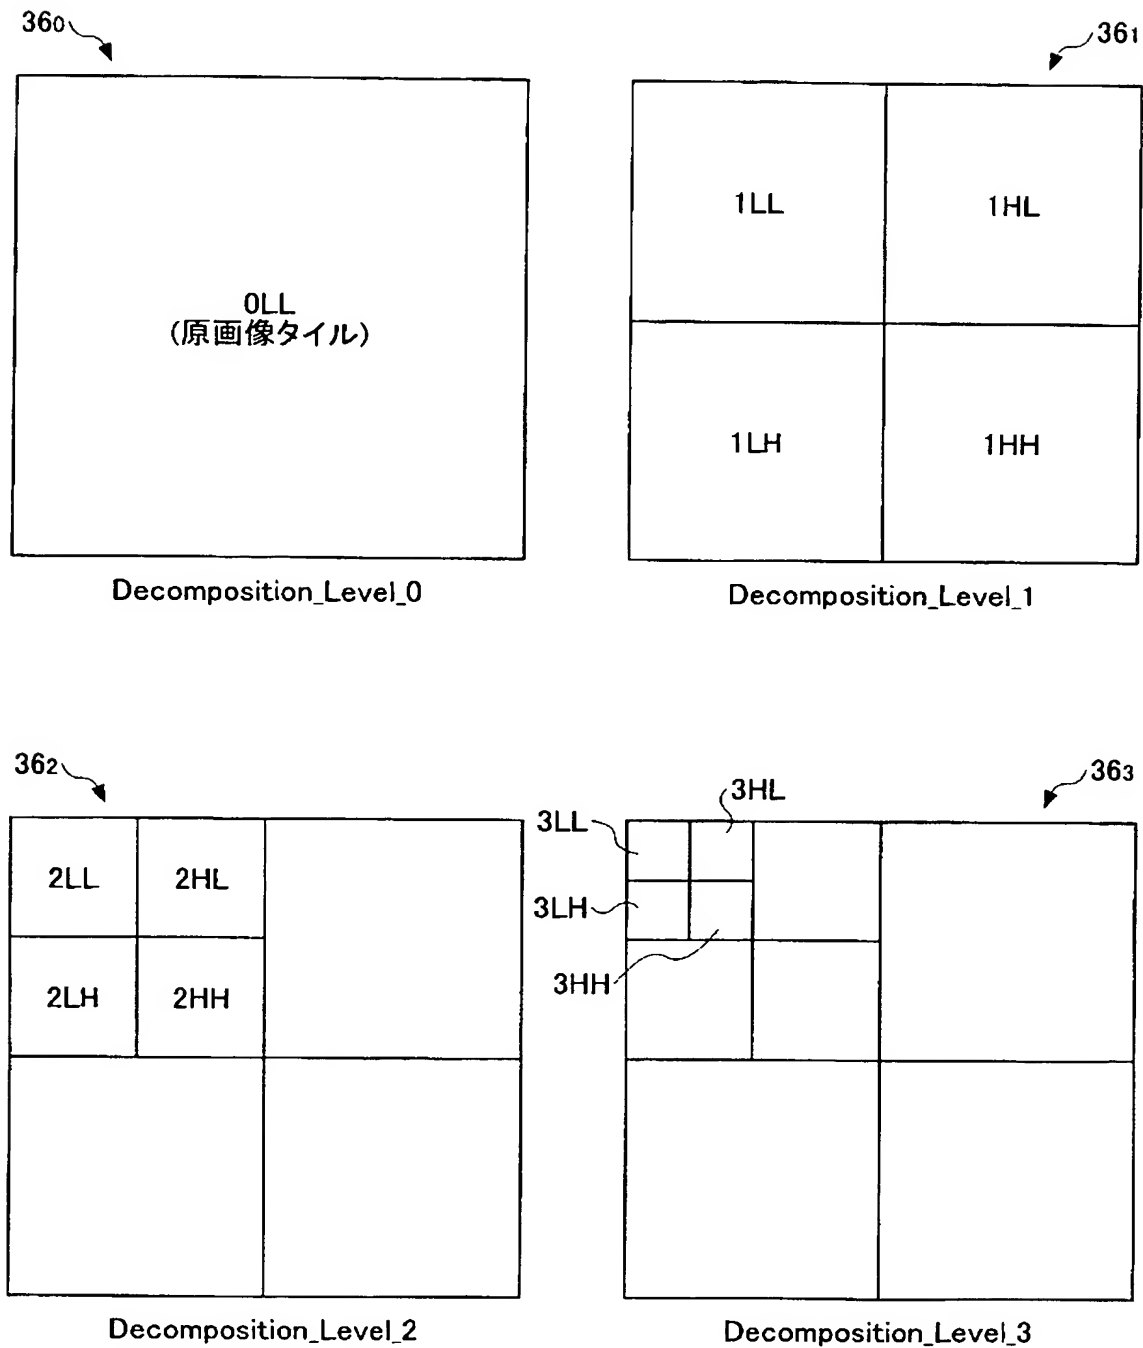 36₀
36₁
0LL
(原画像タイル)
1LL
1HL
1LH
1HH
Decomposition_Level_0
Decomposition_Level_1
36₂
36₃
2LL
2HL
2LH
2HH
3LL
3HL
3LH
3HH
Decomposition_Level_2
Decomposition_Level_3